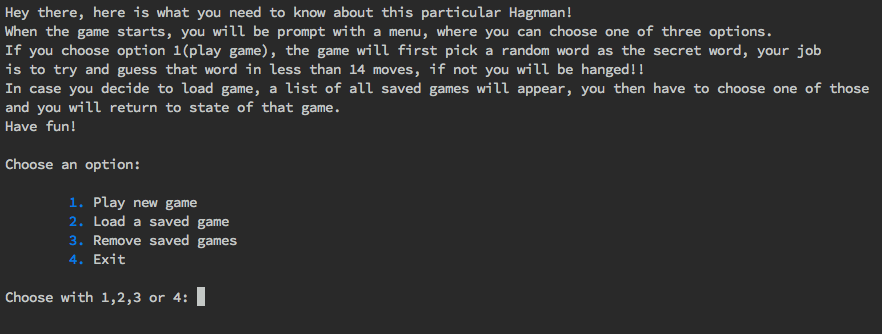 Hey there, here is what you need to know about this particular Hagnman!
When the game starts, you will be prompt with a menu, where you can choose one of three options.
If you choose option 1(play game), the game will first pick a random word as the secret word, your job
is to try and guess that word in less than 14 moves, if not you will be hanged!!
In case you decide to load game, a list of all saved games will appear, you then have to choose one of those
and you will return to state of that game.
Have fun!
Choose an option:
1. Play new game
2. Load a saved game
3. Remove saved games
4. Exit
Choose with 1,2,3 or 4: